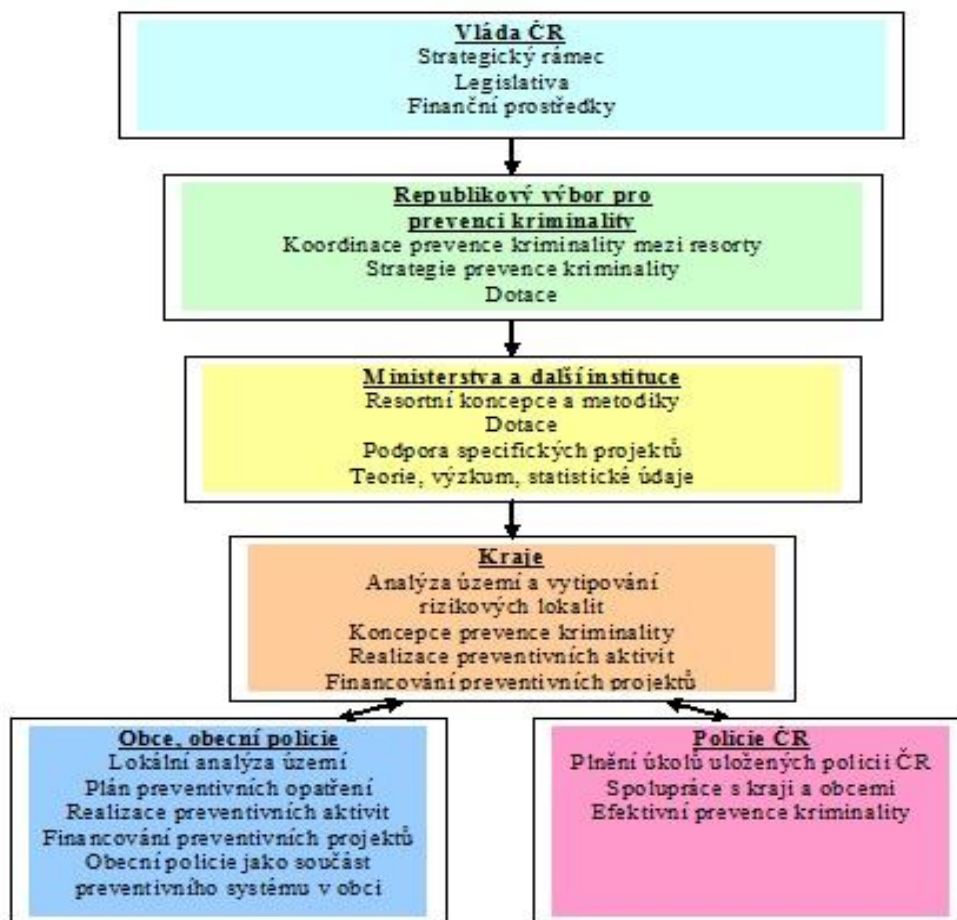 Vláda ČR
Strategický rámec
Legislativa
Finanční prostředky
Republikový výbor pro
prevenci kriminality
Koordinace prevence kriminality mezi resorty
Strategie prevence kriminality
Dotace
Ministerstva a další instituce
Resortní koncepce a metodiky
Dotace
Podpora specifických projektů
Teorie, výzkum, statistické údaje
Kraje
Analýza území a vytipování
rizikových lokalit
Koncepce prevence kriminality
Realizace preventivních aktivit
Financování preventivních projektů
Obce, obecní policie
Lokální analýza území
Plán preventivních opatření
Realizace preventivních aktivit
Financování preventivních projektů
Obecní policie jako součást
preventivního systému v obci
Policie ČR
Plnění úkolů uložených policii ČR
Spolupráce s kraji a obcemi
Efektivní prevence kriminality